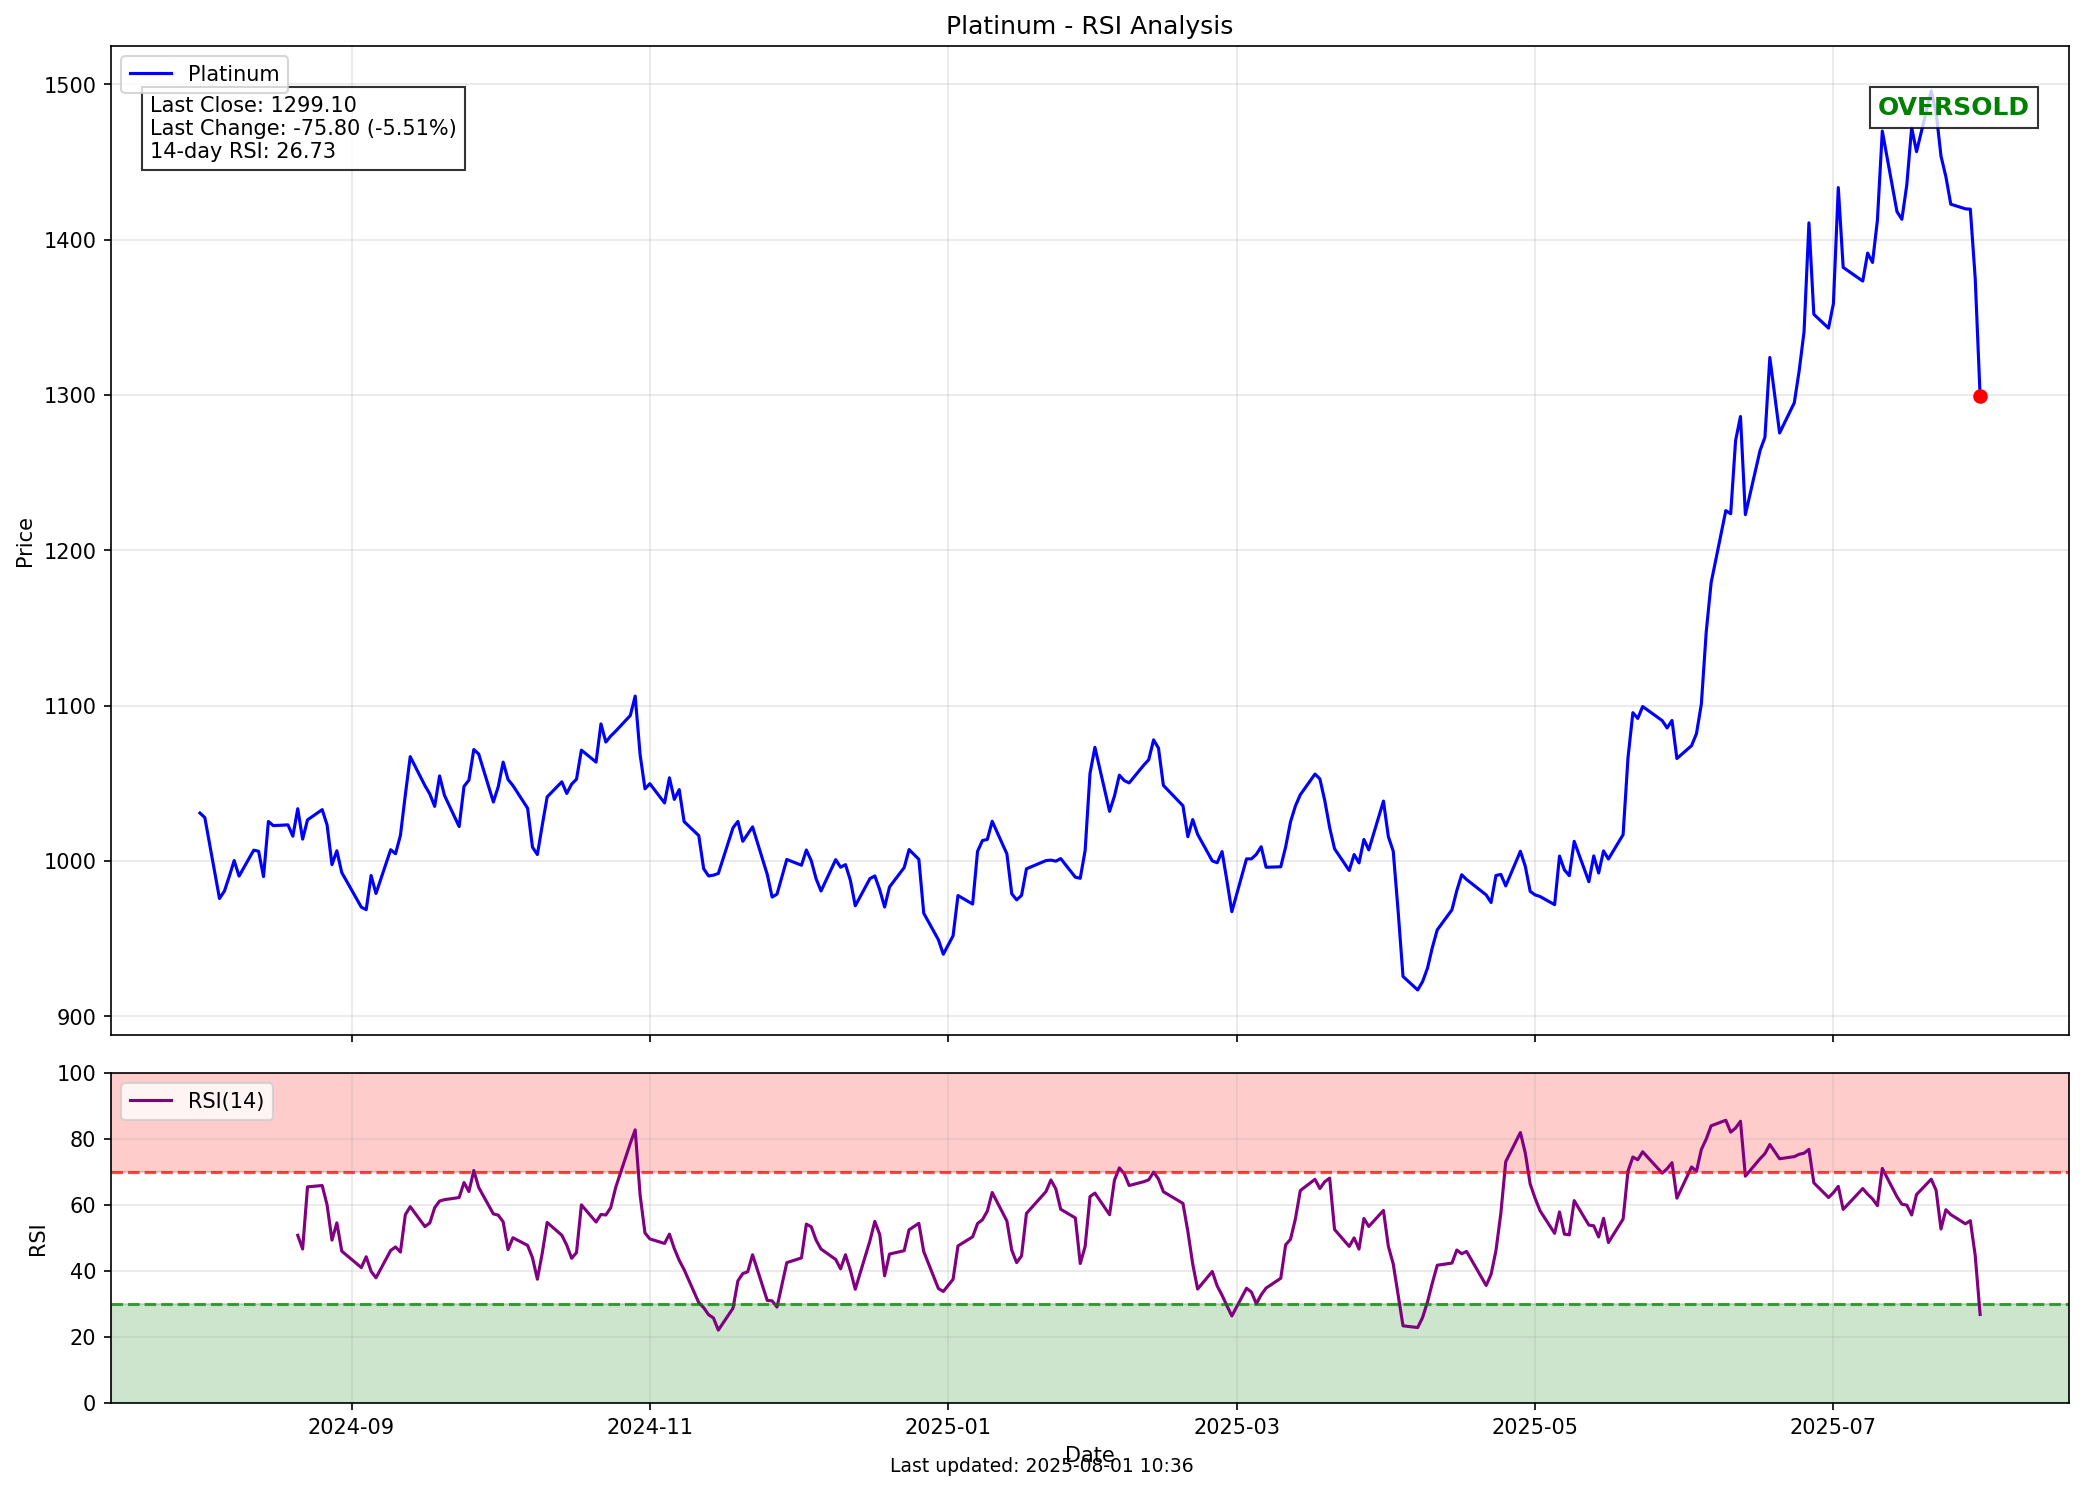 Platinum - RSI Analysis
Platinum
Last Close: 1299.10
Last Change: -75.80 (-5.51%)
14-day RSI: 26.73
OVERSOLD
1500
1400
1300
1200
1100
1000
900
Price
RSI(14)
100
80
60
40
20
0
RSI
2024-09
2024-11
2025-01
2025-03
2025-05
2025-07
Date
Last updated: 2025-08-01 10:36